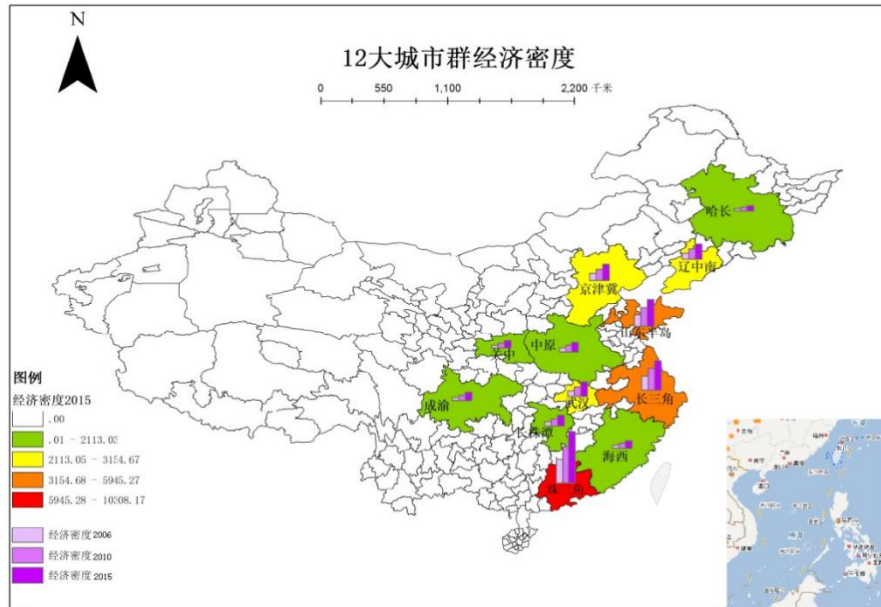 N
12大城市群经济密度
0 550 1,100 2,200 千米
哈长
辽中南
京津冀
山东半岛
关中 中原
成渝 武汉 长三角
长株潭
海西
珠三角
图例
经济密度2015
.00
.01 - 2113.03
2113.05 - 3154.67
3154.68 - 5945.27
5945.28 - 10308.17
经济密度2006
经济密度2010
经济密度2015